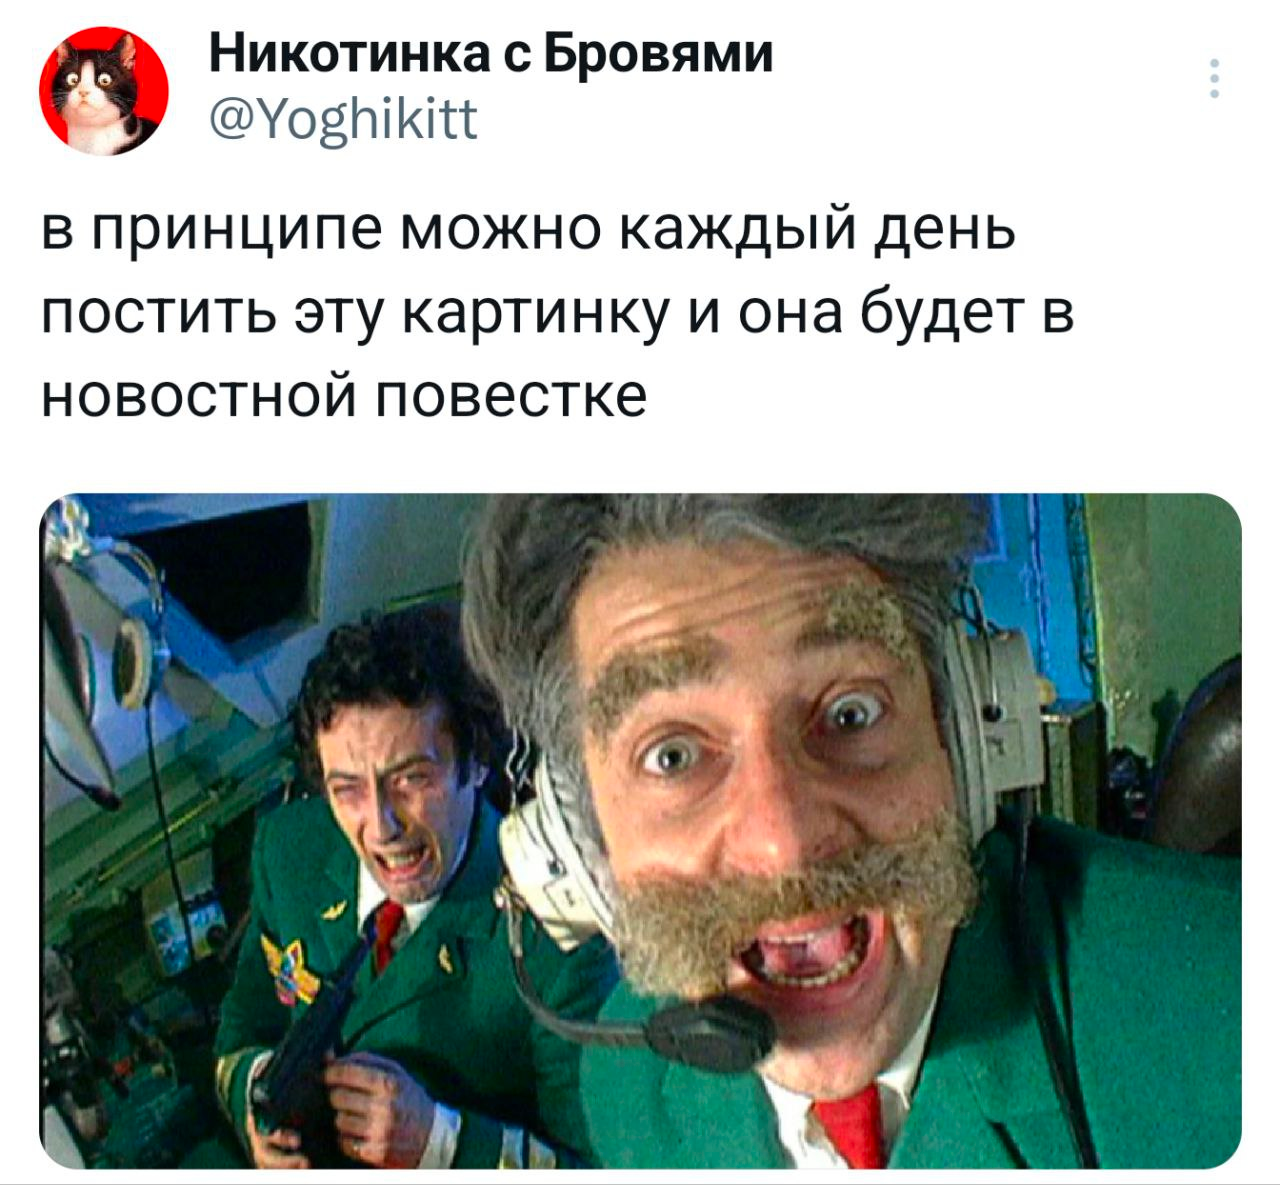 Никотинка с Бровями
@Yoghikitt
в принципе можно каждый день
постить эту картинку и она будет в
новостной повестке